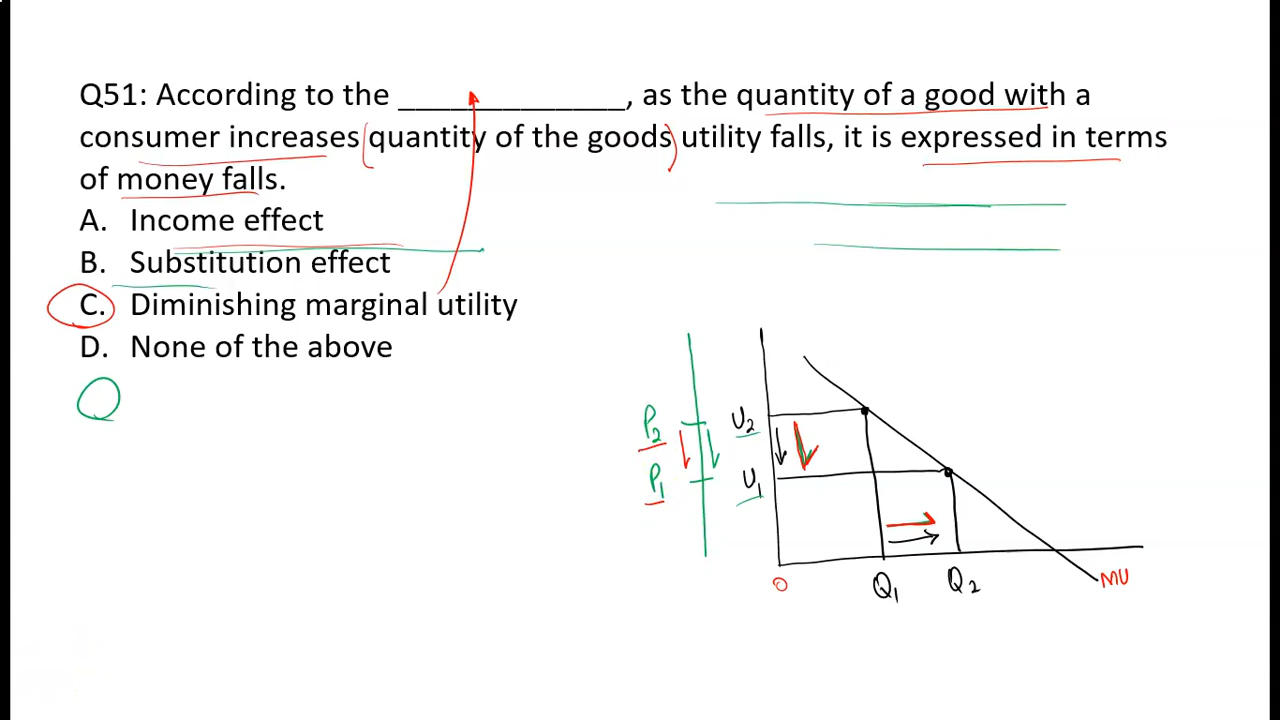 Q51: According to the ______________, as the quantity of a good with a
consumer increases (quantity of the goods) utility falls, it is expressed in terms
of money falls.
A. Income effect
B. Substitution effect
C. Diminishing marginal utility
D. None of the above
P2 U2
P1 U1
O Q1 Q2 MU